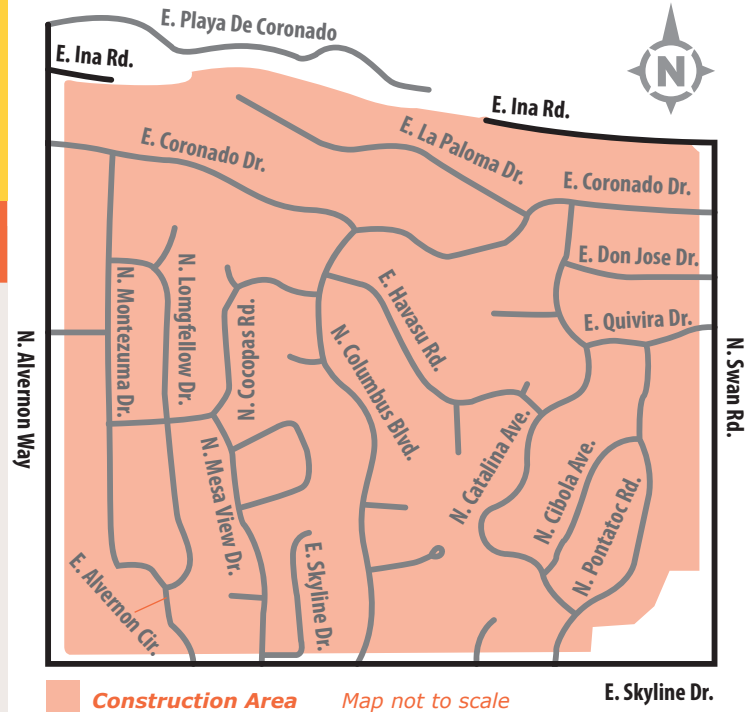 E. Playa De Coronado
E. Ina Rd.
N
E. Ina Rd.
E. Coronado Dr.
E. La Paloma Dr.
E. Coronado Dr.
E. Don Jose Dr.
N. Montezuma Dr.
N. Lomgfellow Dr.
N. Cocopas Rd.
E. Havasu Rd.
E. Quivira Dr.
N. Alvernon Way
N. Columbus Blvd.
N. Swan Rd.
N. Mesa View Dr.
N. Catalina Ave.
N. Cibola Ave.
N. Pontatoc Rd.
E. Alvernon Cir.
E. Skyline Dr.
E. Skyline Dr.
Construction Area
Map not to scale